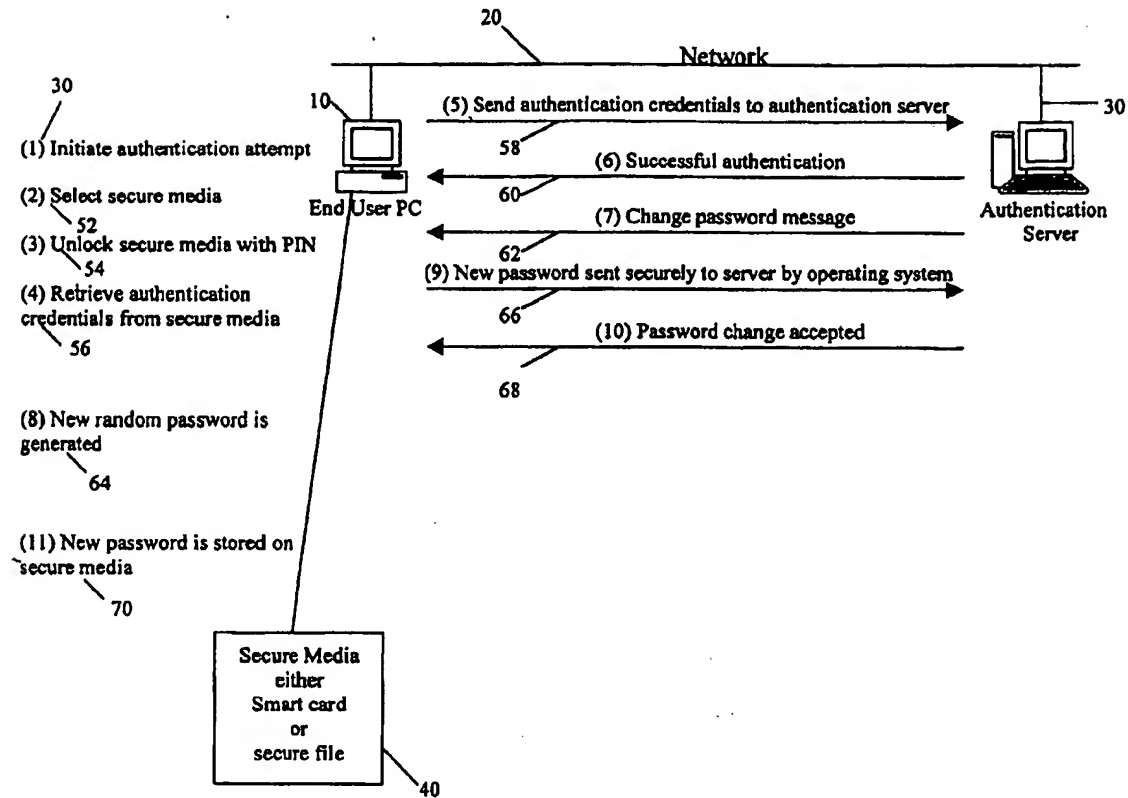 20
Network
30
10
(5) Send authentication credentials to authentication server
30
(1) Initiate authentication attempt
58
(6) Successful authentication
(2) Select secure media
60
End User PC
Authentication
Server
52
(7) Change password message
(3) Unlock secure media with PIN
62
54
(9) New password sent securely to server by operating system
(4) Retrieve authentication
credentials from secure media
66
56
(10) Password change accepted
68
(8) New random password is
generated
64
(11) New password is stored on
secure media
70
Secure Media
either
Smart card
or
secure file
40